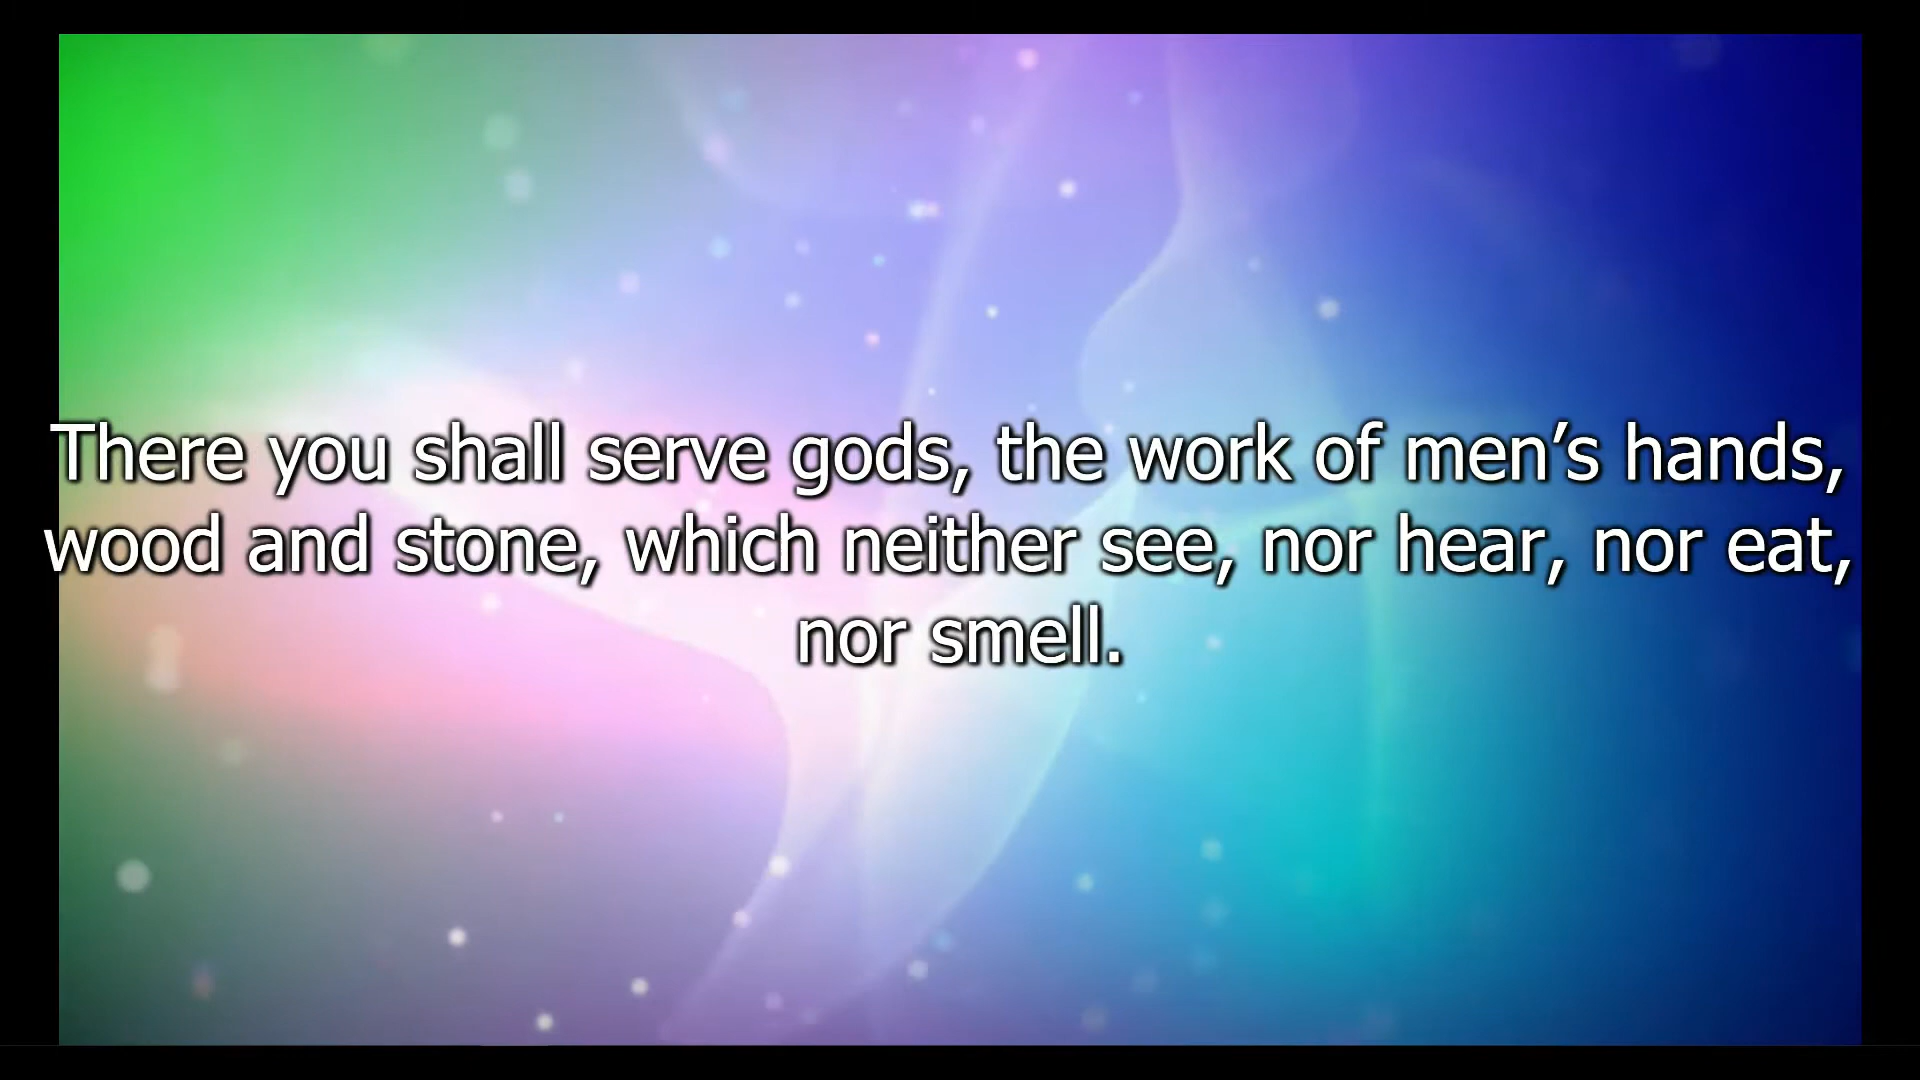 There you shall serve gods, the work of men’s hands,
wood and stone, which neither see, nor hear, nor eat,
nor smell.